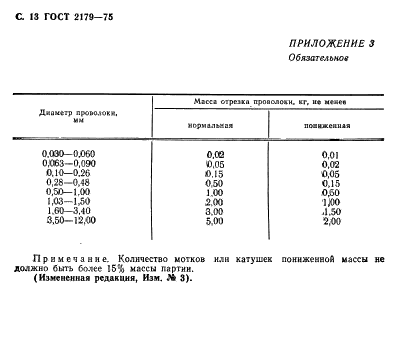 С. 13 ГОСТ 2179—75
ПРИЛОЖЕНИЕ 3
Обязательное
Диаметр проволоки, мм | Масса отрезка проволоки, кг, не менее
нормальная | пониженная
0,030—0,060 | 0,02 | 0,01
0,063—0,090 | 0,05 | 0,02
0,10—0,26 | 0,15 | 0,05
0,28—0,48 | 0,50 | 0,15
0,50—1,00 | 1,00 | 0,50
1,03—1,50 | 2,00 | 1,00
1,60—3,40 | 3,00 | 1,50
3,50—12,00 | 5,00 | 2,00
Примечание. Количество мотков или катушек пониженной массы не
должно быть более 15% массы партии.
(Измененная редакция, Изм. № 3).